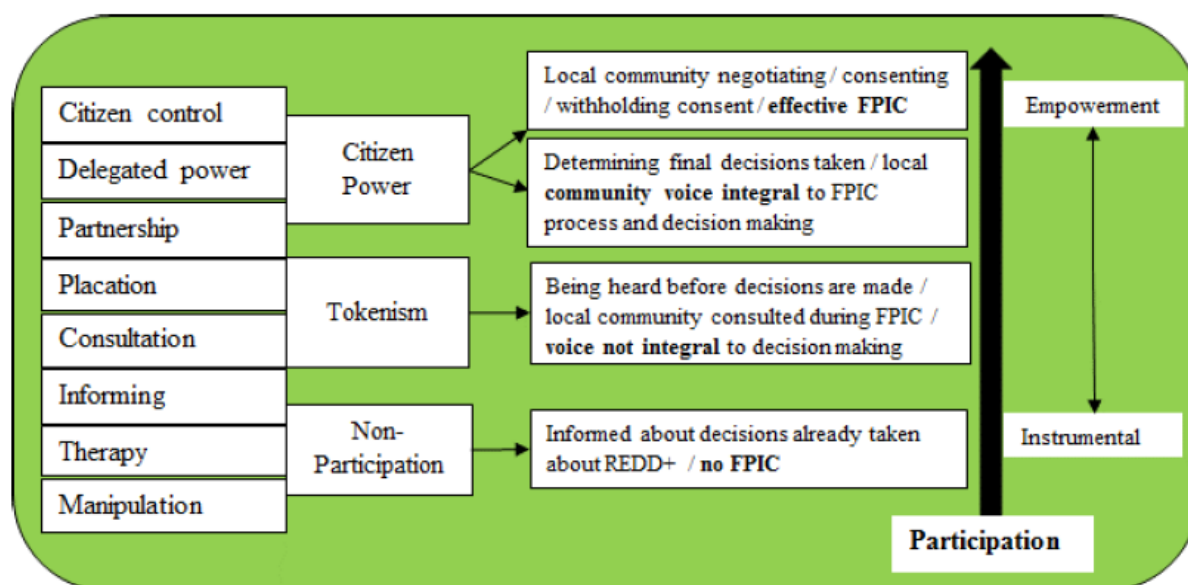 Citizen control
Delegated power
Partnership
Placation
Consultation
Informing
Therapy
Manipulation
Citizen
Power
Tokenism
Non-
Participation
Local community negotiating / consenting
/ withholding consent / effective FPIC
Determining final decisions taken / local
community voice integral to FPIC
process and decision making
Being heard before decisions are made /
local community consulted during FPIC /
voice not integral to decision making
Informed about decisions already taken
about REDD+ / no FPIC
Empowerment
Instrumental
Participation